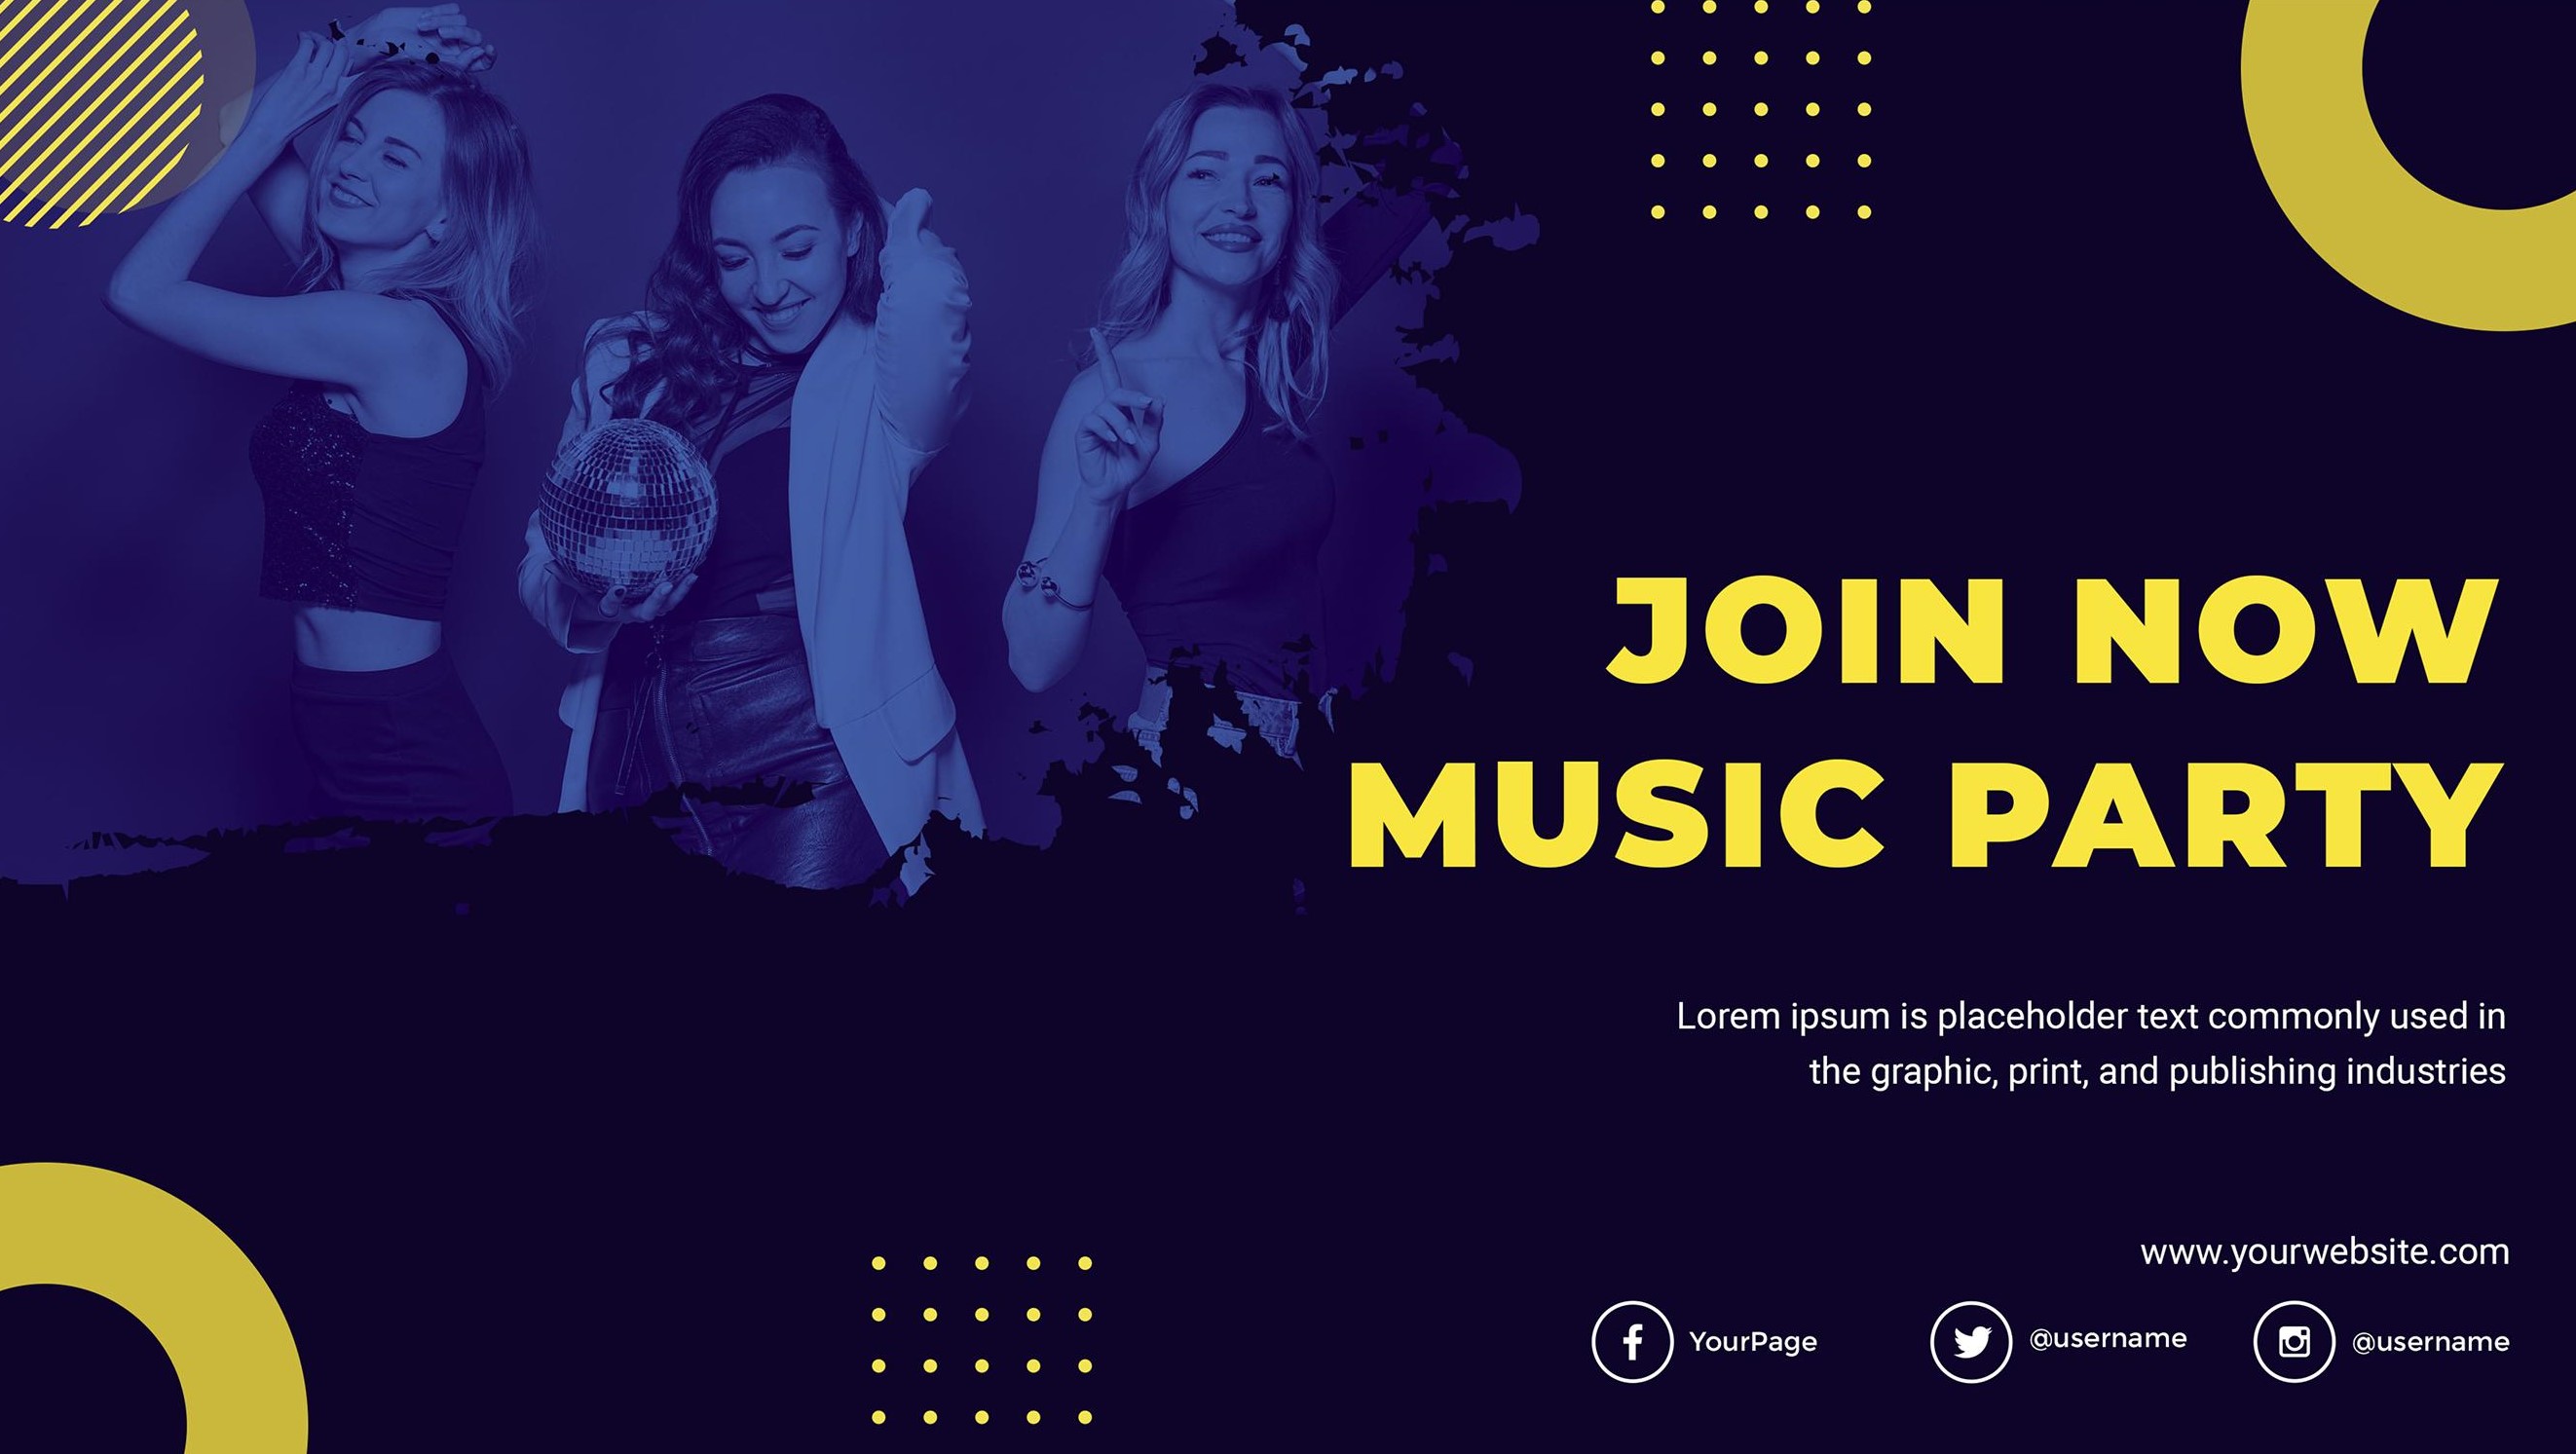 JOIN NOW
MUSIC PARTY
Lorem ipsum is placeholder text commonly used in
the graphic, print, and publishing industries
www.yourwebsite.com
YourPage
@username
@username